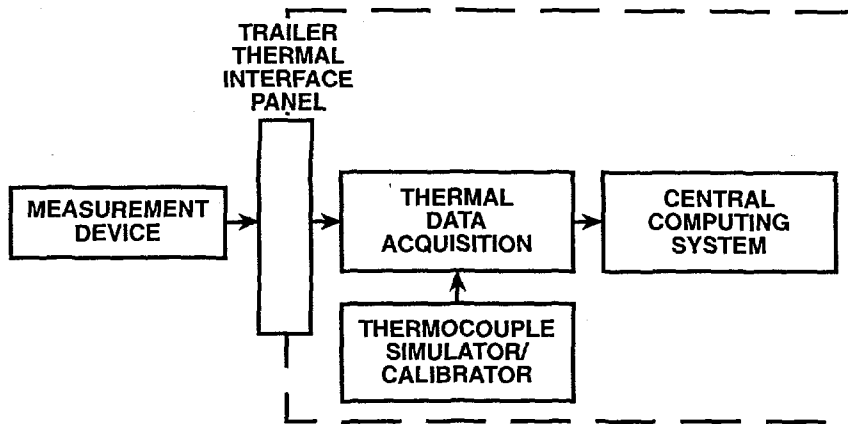 TRAILER
THERMAL
INTERFACE
PANEL
MEASUREMENT
DEVICE
THERMAL
DATA
ACQUISITION
CENTRAL
COMPUTING
SYSTEM
THERMOCOUPLE
SIMULATOR/
CALIBRATOR